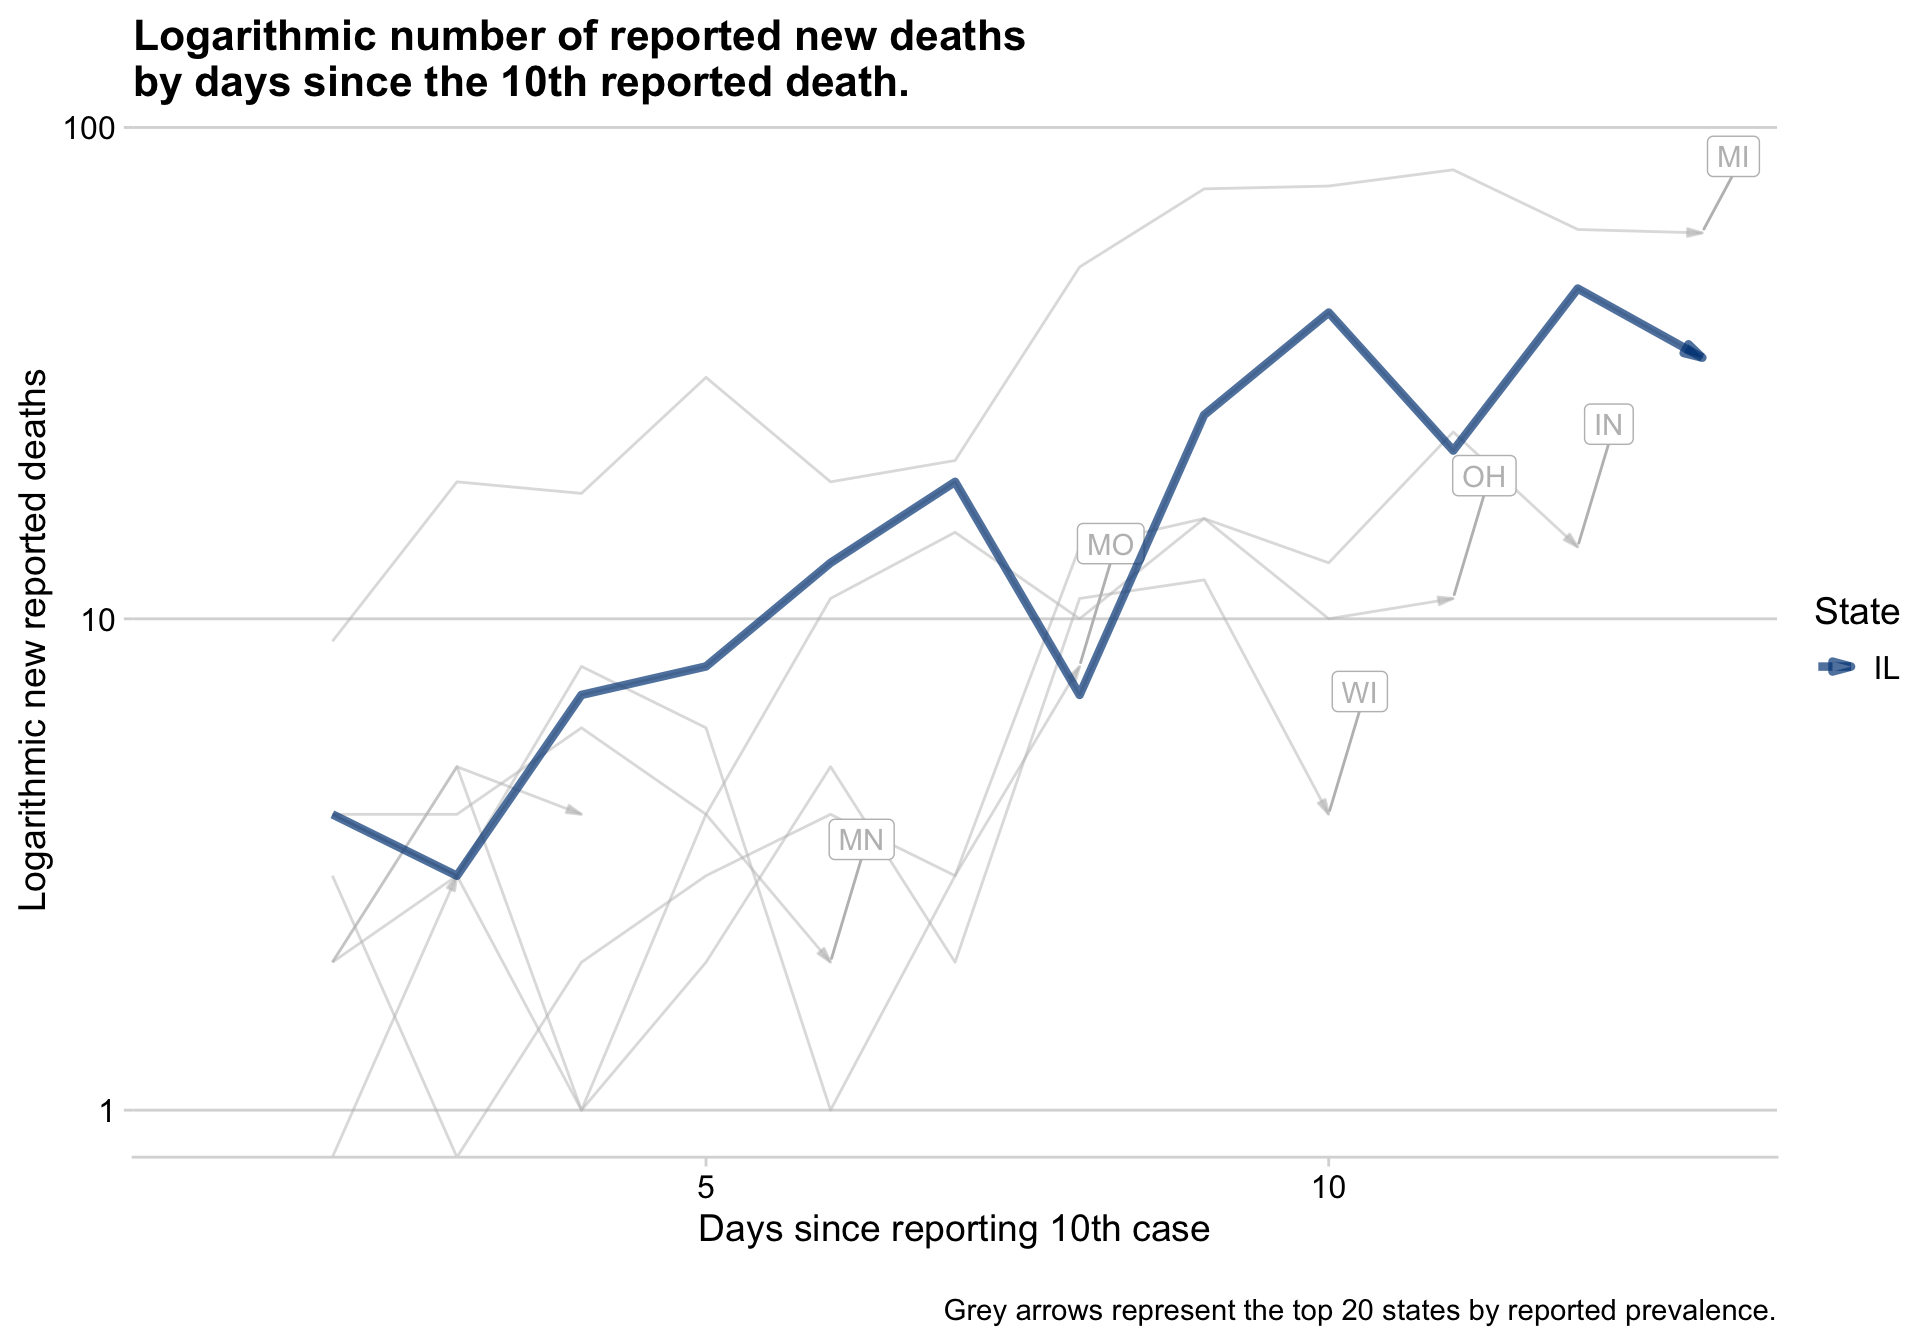 Logarithmic number of reported new deaths
by days since the 10th reported death.
100
MI
IN
OH
MO
10
State
IL
WI
MN
Logarithmic new reported deaths
1
5
10
Days since reporting 10th case
Grey arrows represent the top 20 states by reported prevalence.